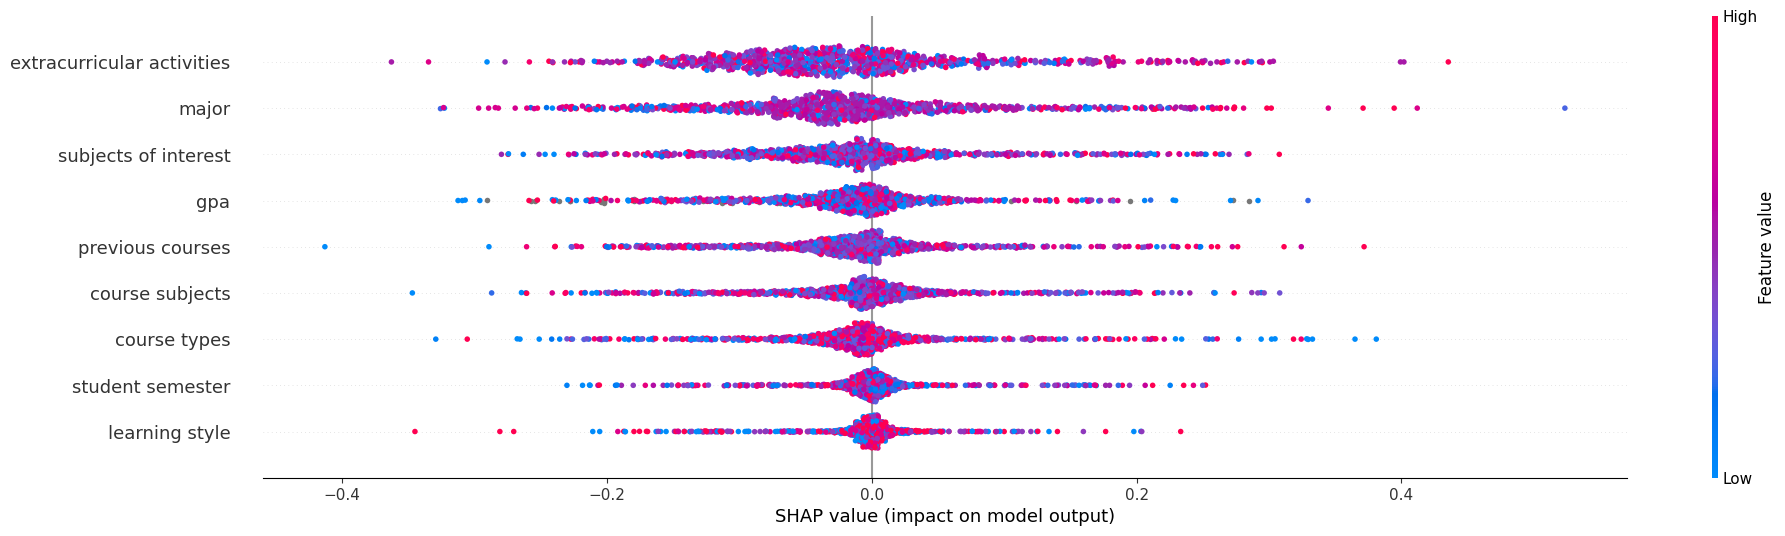 High
extracurricular activities
major
subjects of interest
gpa
previous courses
course subjects
course types
student semester
learning style
Feature value
Low
−0.4
−0.2
0.0
0.2
0.4
SHAP value (impact on model output)